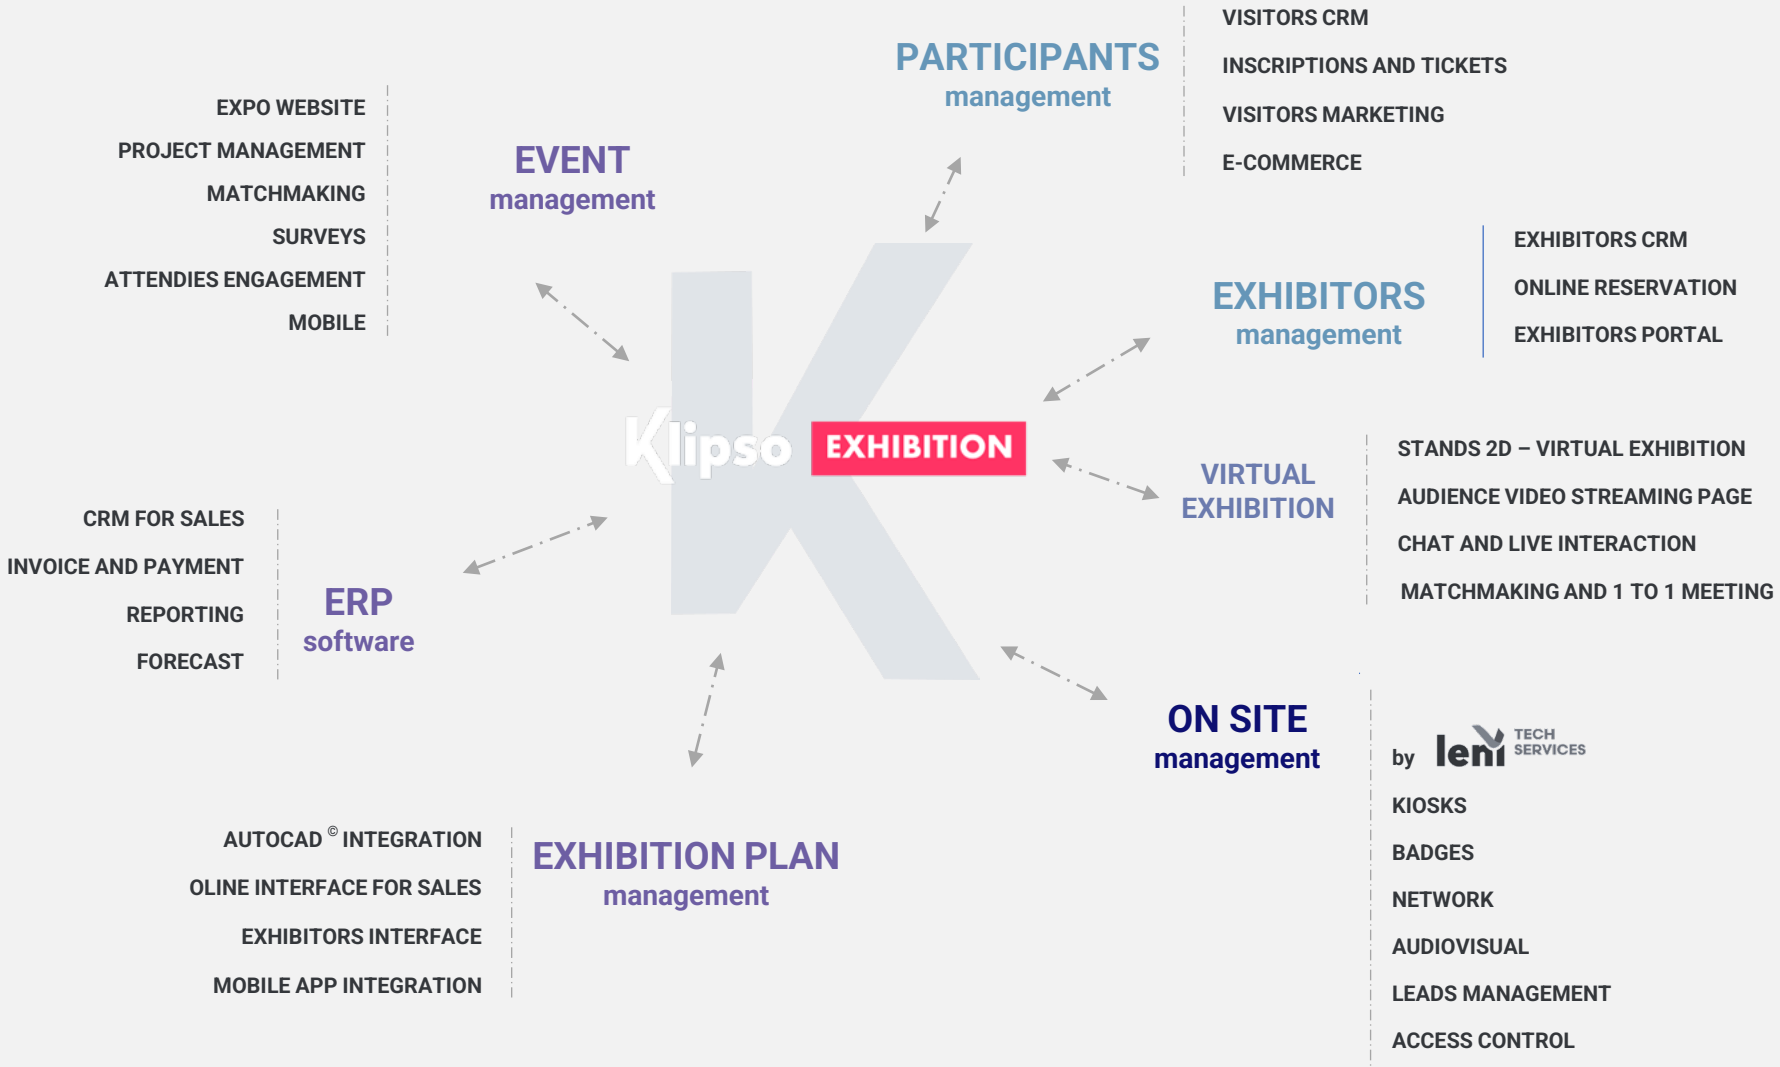 PARTICIPANTS
management
VISITORS CRM
INSCRIPTIONS AND TICKETS
VISITORS MARKETING
E-COMMERCE
EVENT
management
EXPO WEBSITE
PROJECT MANAGEMENT
MATCHMAKING
SURVEYS
ATTENDIES ENGAGEMENT
MOBILE
EXHIBITORS
management
EXHIBITORS CRM
ONLINE RESERVATION
EXHIBITORS PORTAL
Klipso EXHIBITION
VIRTUAL
EXHIBITION
STANDS 2D – VIRTUAL EXHIBITION
AUDIENCE VIDEO STREAMING PAGE
CHAT AND LIVE INTERACTION
MATCHMAKING AND 1 TO 1 MEETING
ERP
software
CRM FOR SALES
INVOICE AND PAYMENT
REPORTING
FORECAST
ON SITE
management
by leni TECH
SERVICES
KIOSKS
BADGES
NETWORK
AUDIOVISUAL
LEADS MANAGEMENT
ACCESS CONTROL
EXHIBITION PLAN
management
AUTOCAD © INTEGRATION
OLINE INTERFACE FOR SALES
EXHIBITORS INTERFACE
MOBILE APP INTEGRATION